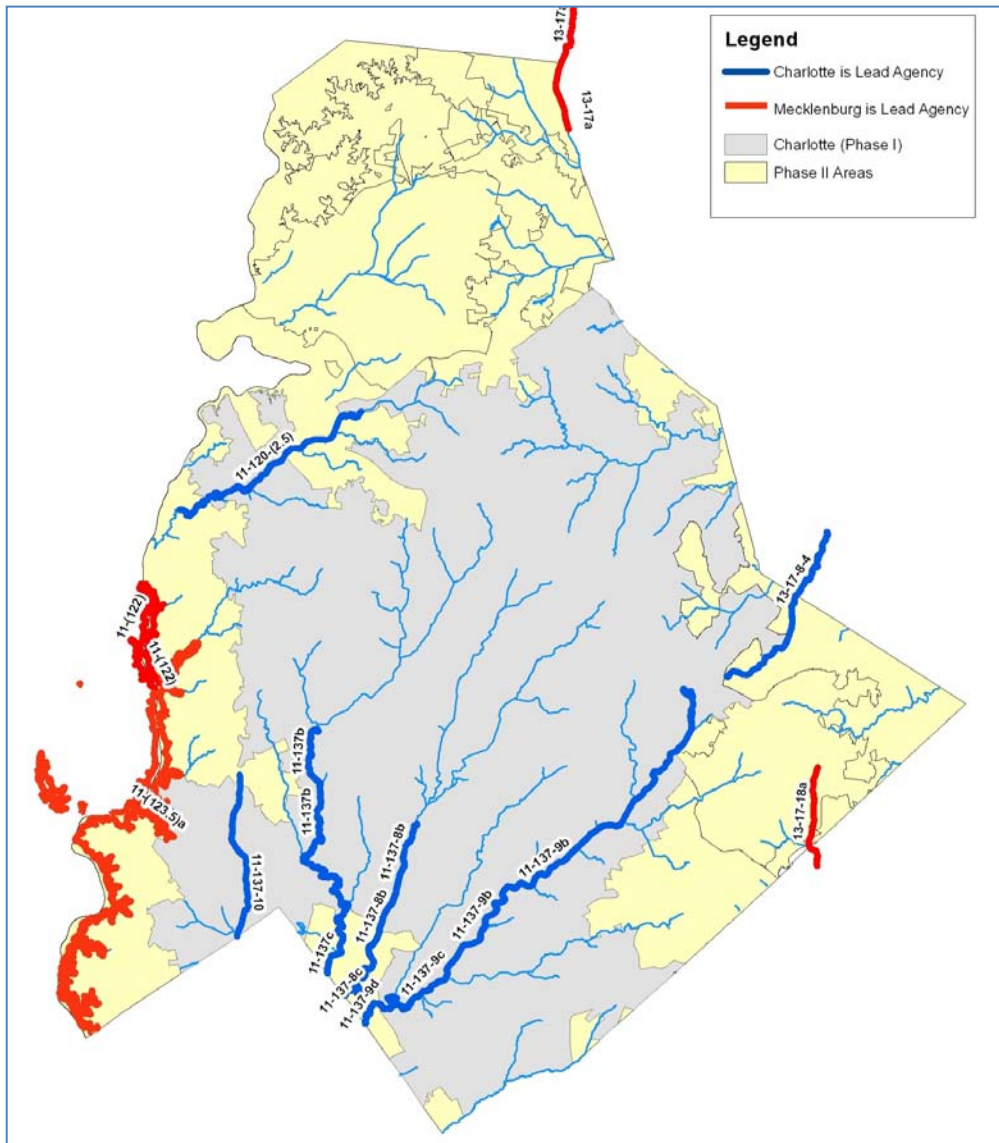 13-17a
13-17a
Legend
Charlotte is Lead Agency
Mecklenburg is Lead Agency
Charlotte (Phase I)
Phase II Areas
11-120-(2.5)
13-17-8-4
11-(122)
11-(122)
11-137b
11-137b
11-(123.5)a
13-17-18a
11-137-10
11-137-8b
11-137-8b
11-137-9b
11-137-9b
11-137c
11-137-9c
11-137-8c
11-137-9d